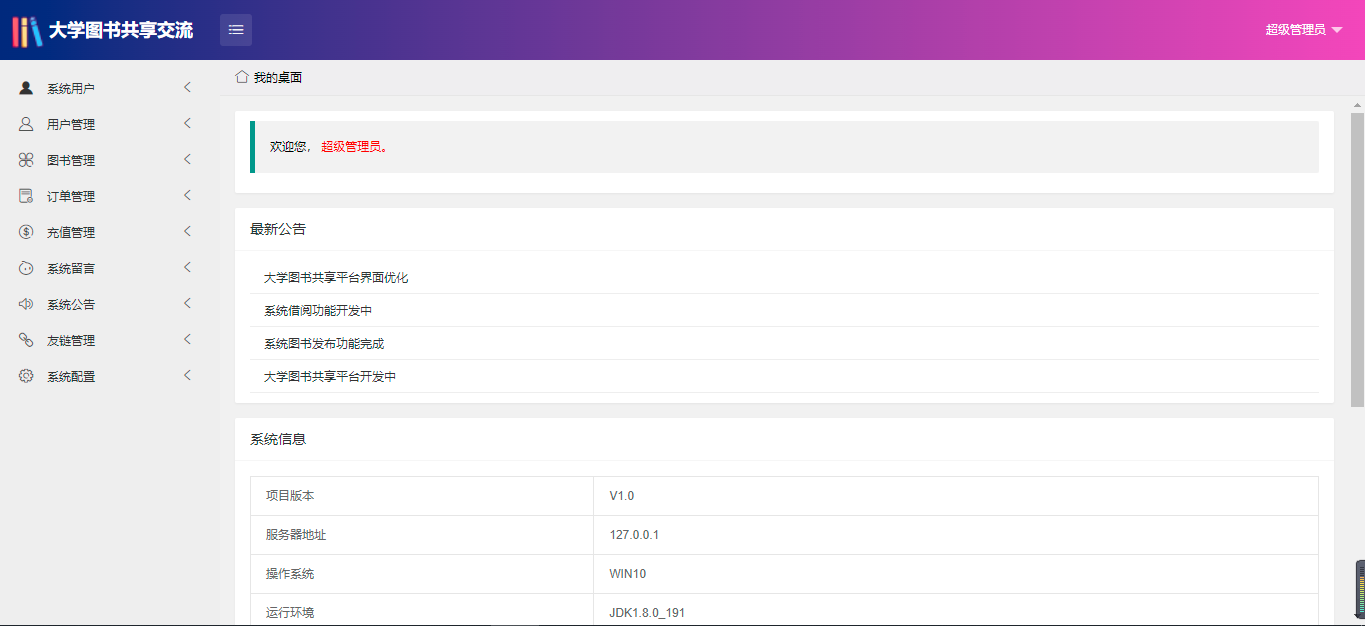 大学图书共享交流
超级管理员
系统用户
用户管理
图书管理
订单管理
充值管理
系统留言
系统公告
友链管理
系统配置
我的桌面
欢迎您， 超级管理员。
最新公告
大学图书共享平台界面优化
系统借阅功能开发中
系统图书发布功能完成
大学图书共享平台开发中
系统信息
项目版本 V1.0
服务器地址 127.0.0.1
操作系统 WIN10
运行环境 JDK1.8.0_191